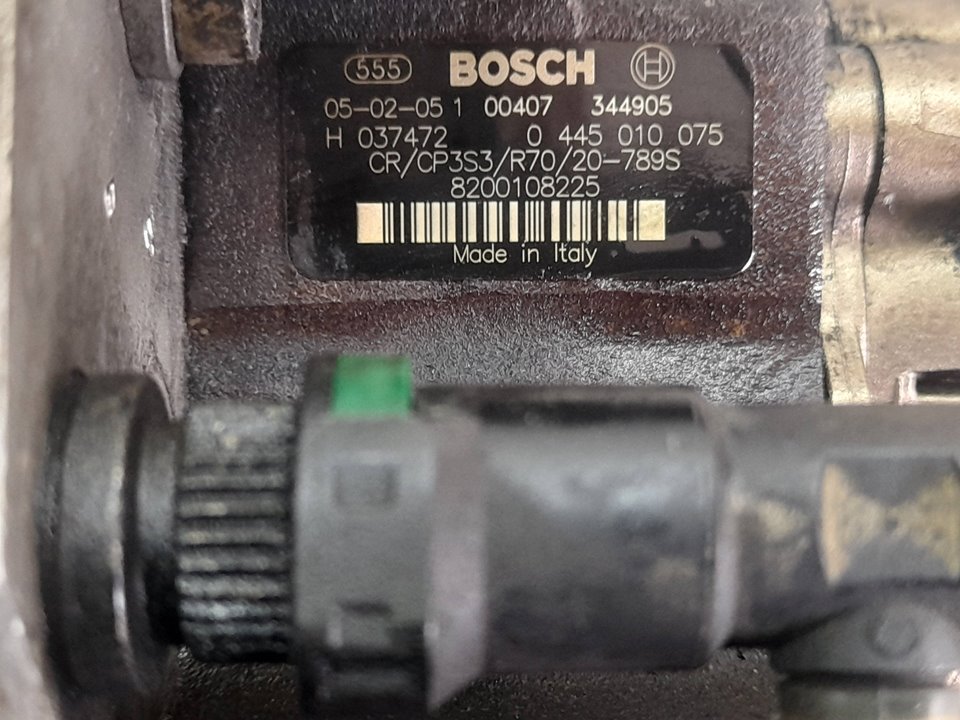 555 BOSCH
05-02-05 1 00407 344905
H 037472 0 445 010 075
CR/CP3S3/R70/20-789S
8200108225
Made in Italy